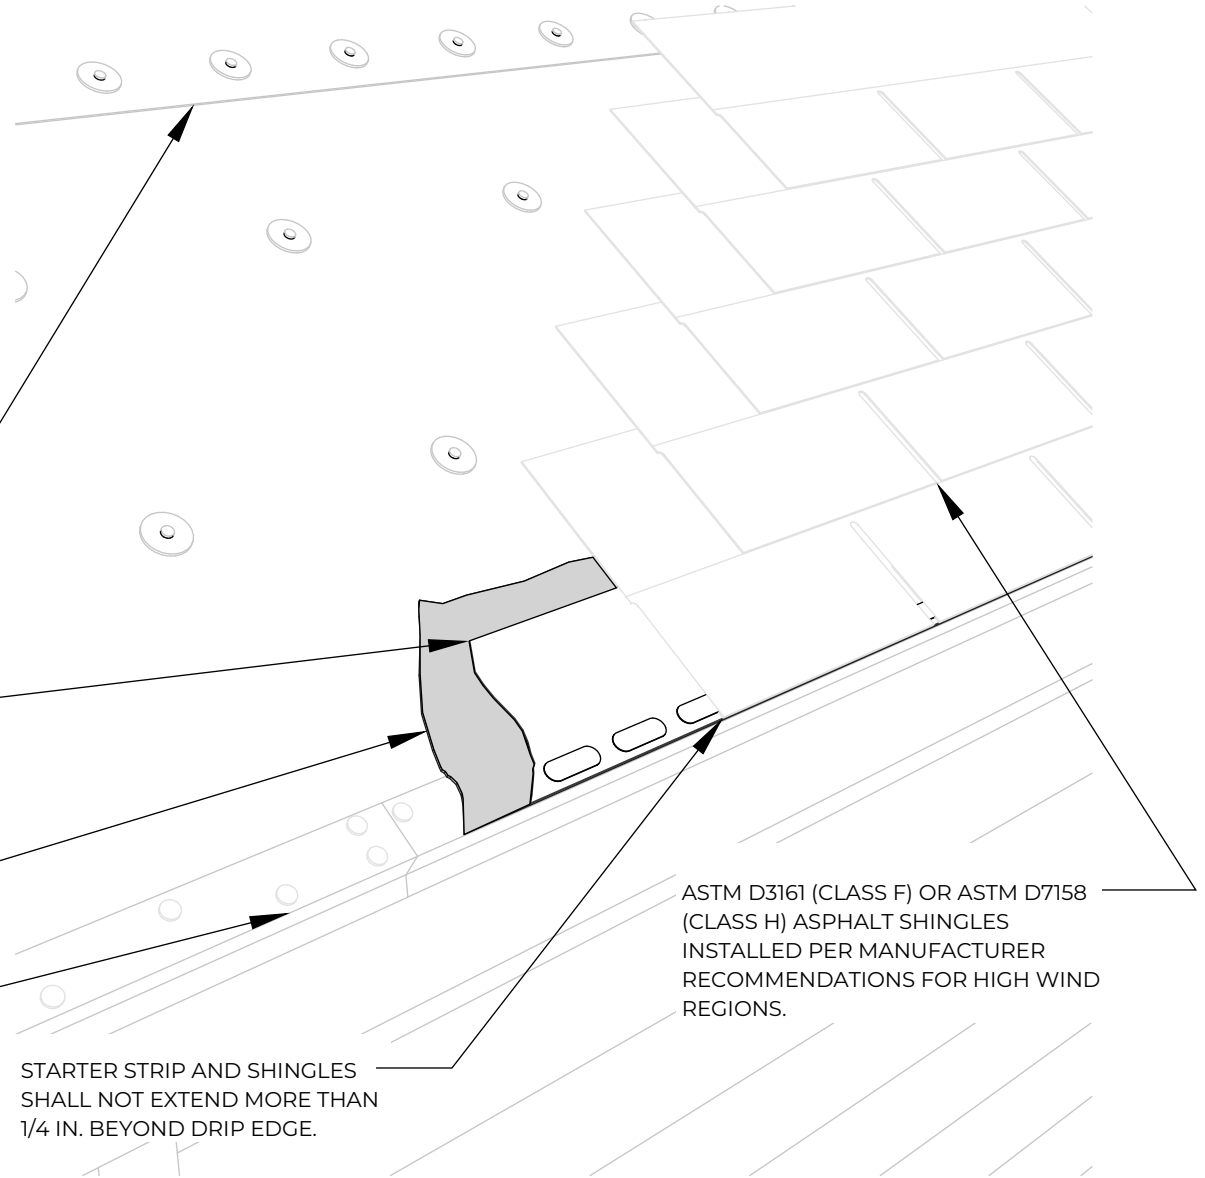 ASTM D3161 (CLASS F) OR ASTM D7158
(CLASS H) ASPHALT SHINGLES
INSTALLED PER MANUFACTURER
RECOMMENDATIONS FOR HIGH WIND
REGIONS.
STARTER STRIP AND SHINGLES
SHALL NOT EXTEND MORE THAN
1/4 IN. BEYOND DRIP EDGE.